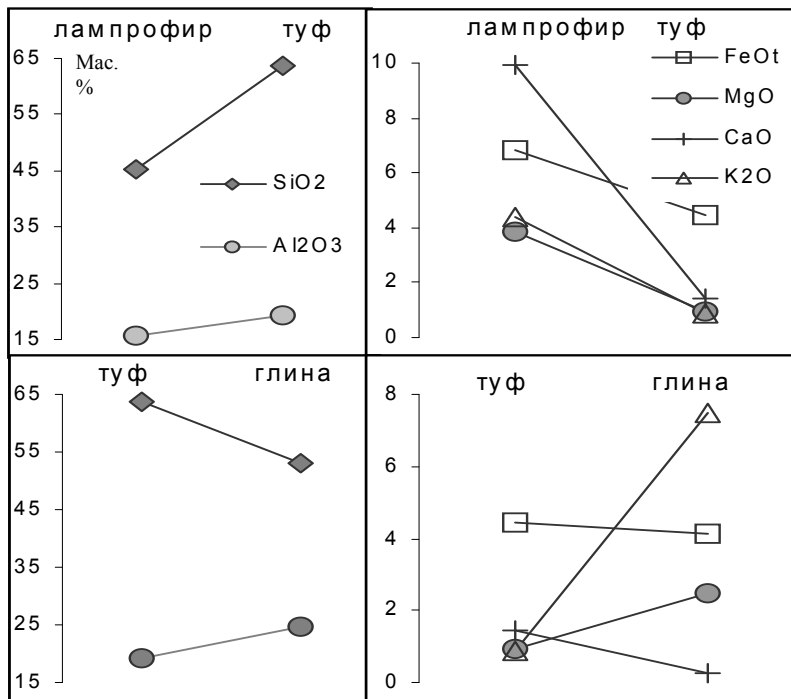 лампрофир туф
Мас.
%
65
55
45
35
25
15
SiO2
Al2O3
лампрофир туф
10
8
6
4
2
0
FeOt
MgO
CaO
K2O
туф глина
65
55
45
35
25
15
туф глина
8
6
4
2
0